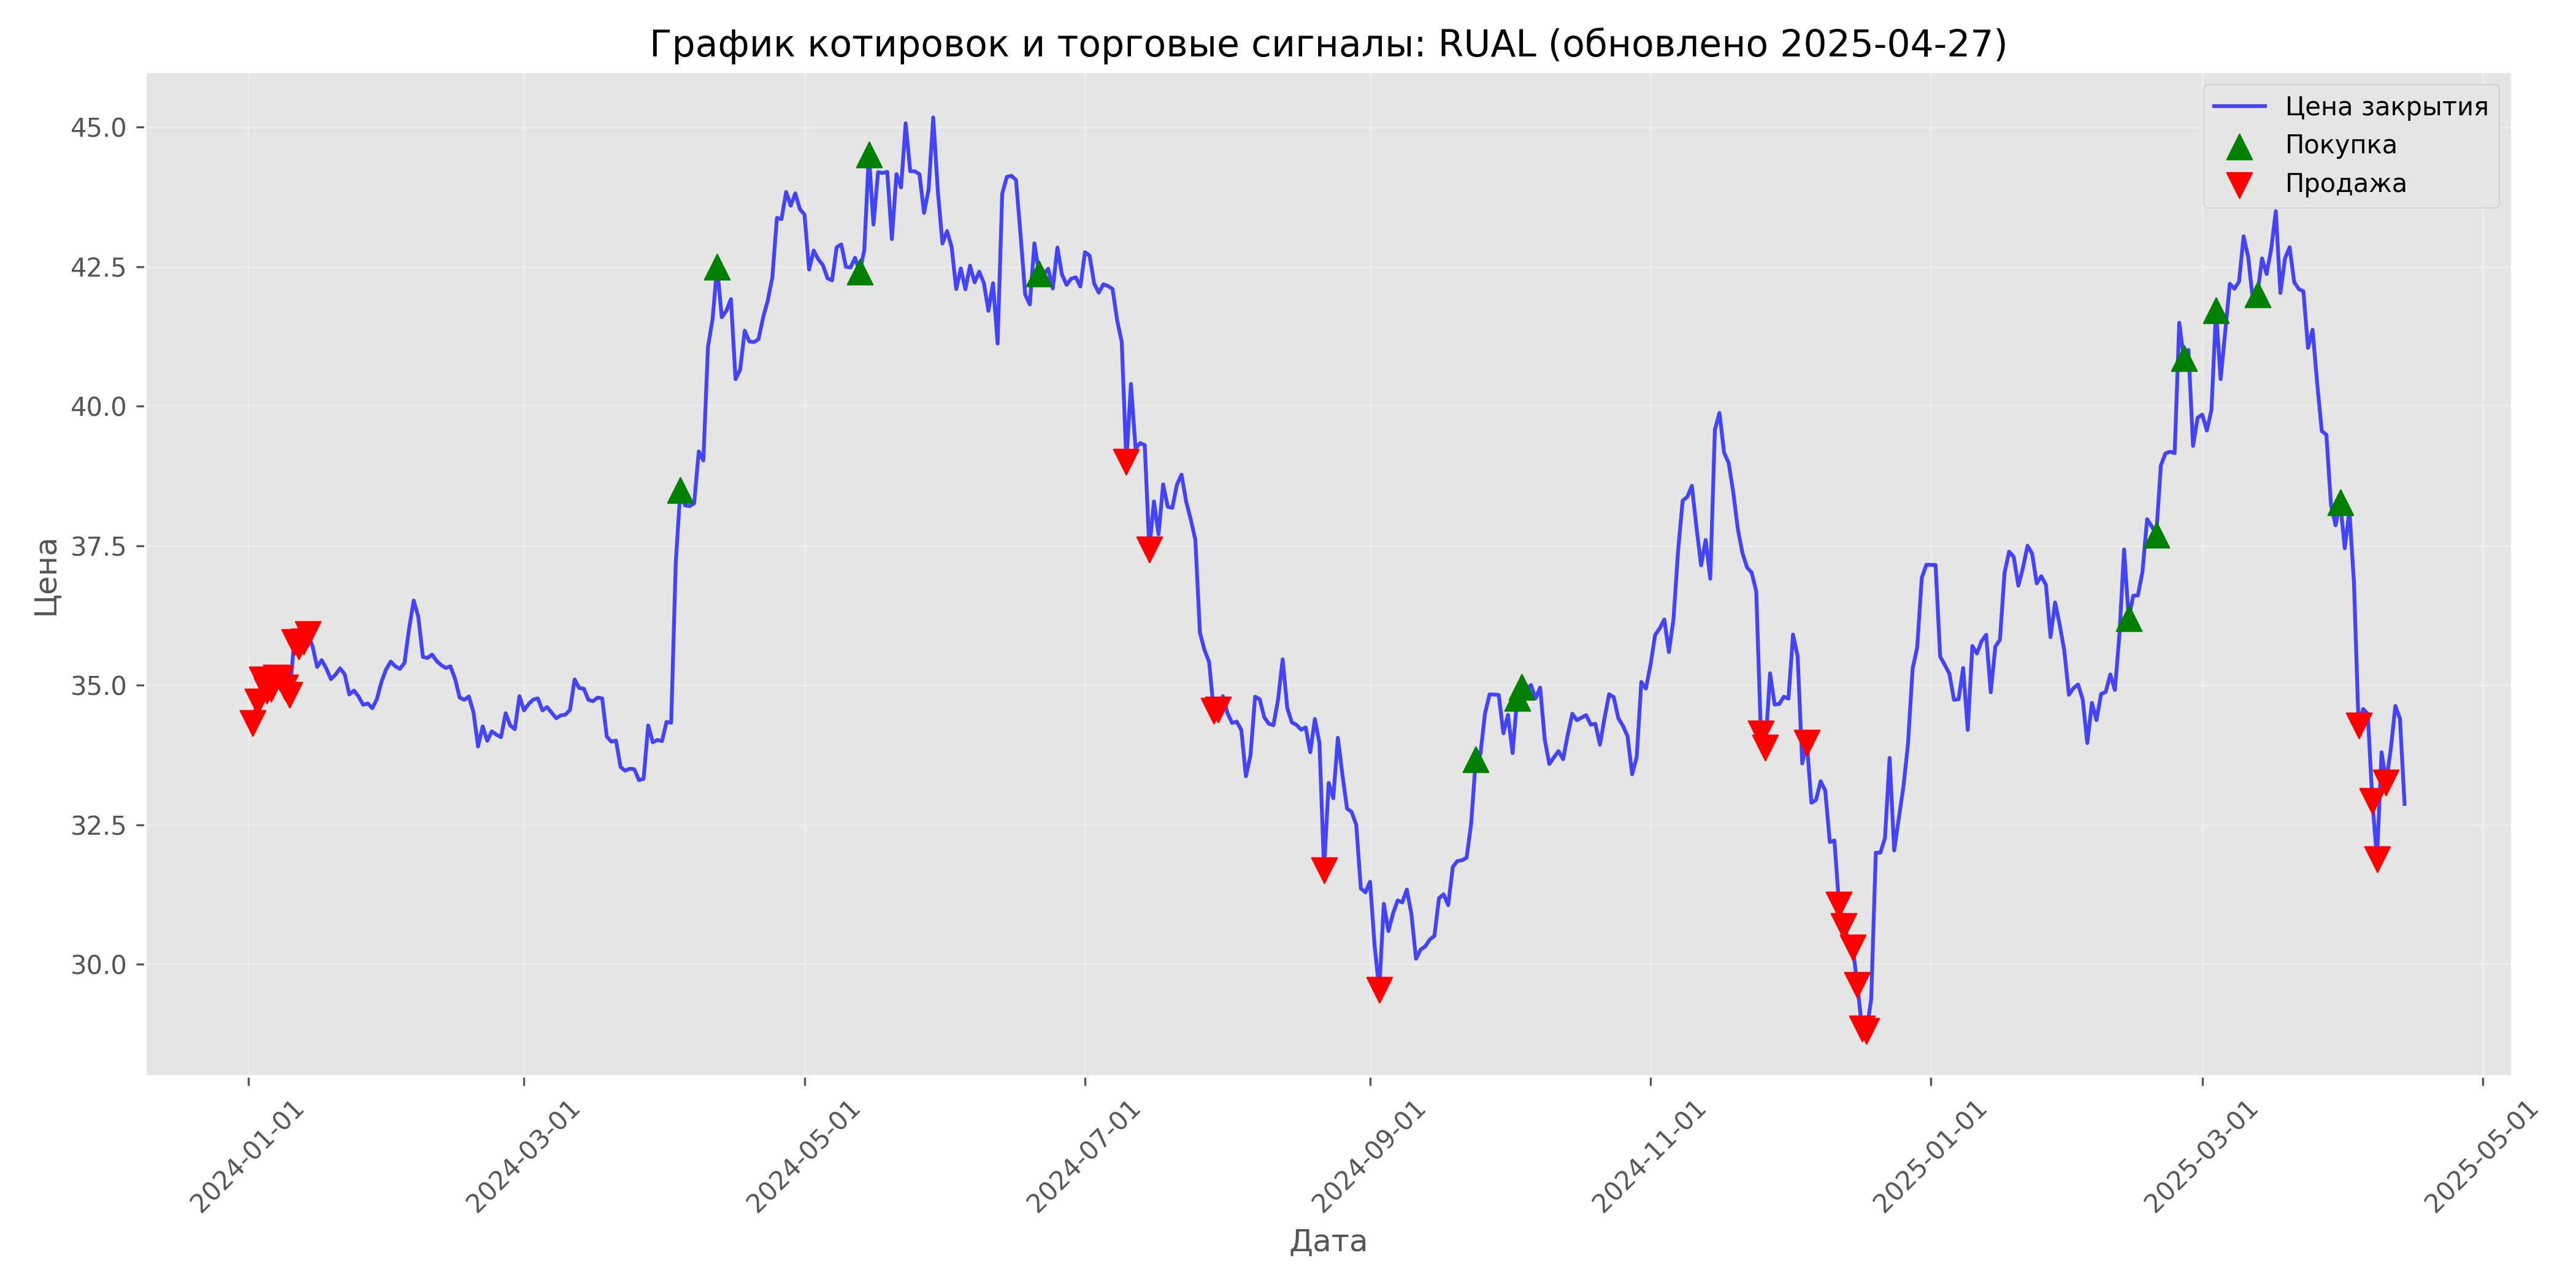 График котировок и торговые сигналы: RUAL (обновлено 2025-04-27)
Цена закрытия
Покупка
Продажа
45.0
42.5
40.0
37.5
35.0
32.5
30.0
Цена
2024-01-01
2024-03-01
2024-05-01
2024-07-01
2024-09-01
2024-11-01
2025-01-01
2025-03-01
2025-05-01
Дата